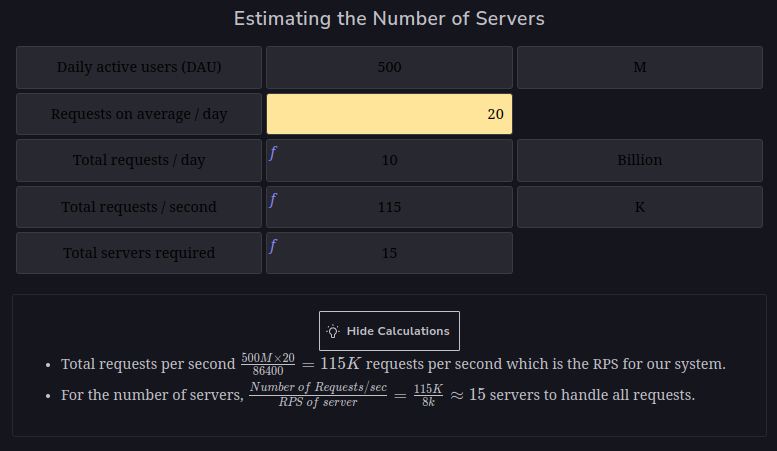 Estimating the Number of Servers
Daily active users (DAU) 500 M
Requests on average / day 20
Total requests / day f 10 Billion
Total requests / second f 115 K
Total servers required f 15
Hide Calculations
• Total requests per second \frac{500M×20}{86400} = 115K requests per second which is the RPS for our system.
• For the number of servers, \frac{Number of Requests/sec}{RPS of server} = \frac{115K}{8k} ≈ 15 servers to handle all requests.